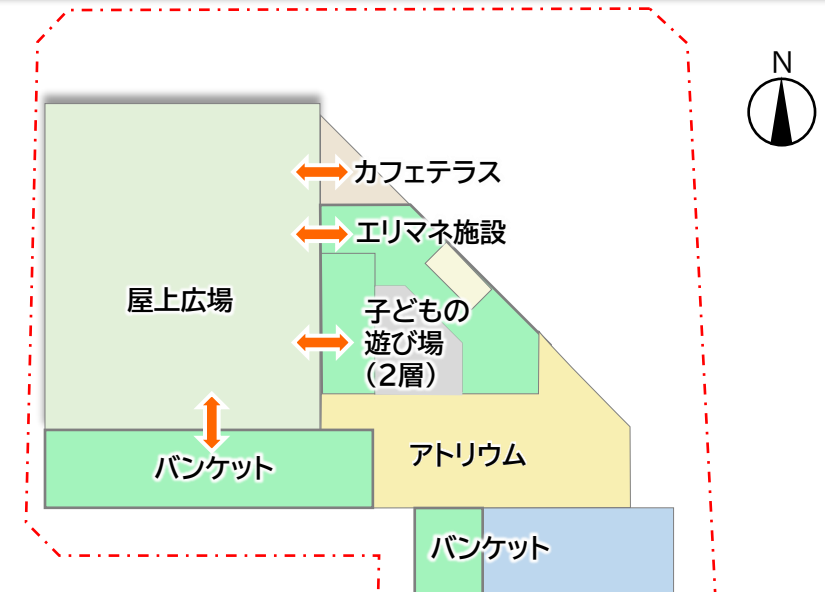 N
カフェテラス
エリマネ施設
屋上広場
子どもの
遊び場
（2層）
バンケット
アトリウム
バンケット